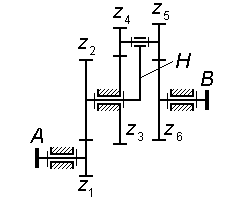 z₄ z₅
z₂ H B
A z₃ z₆
z₁